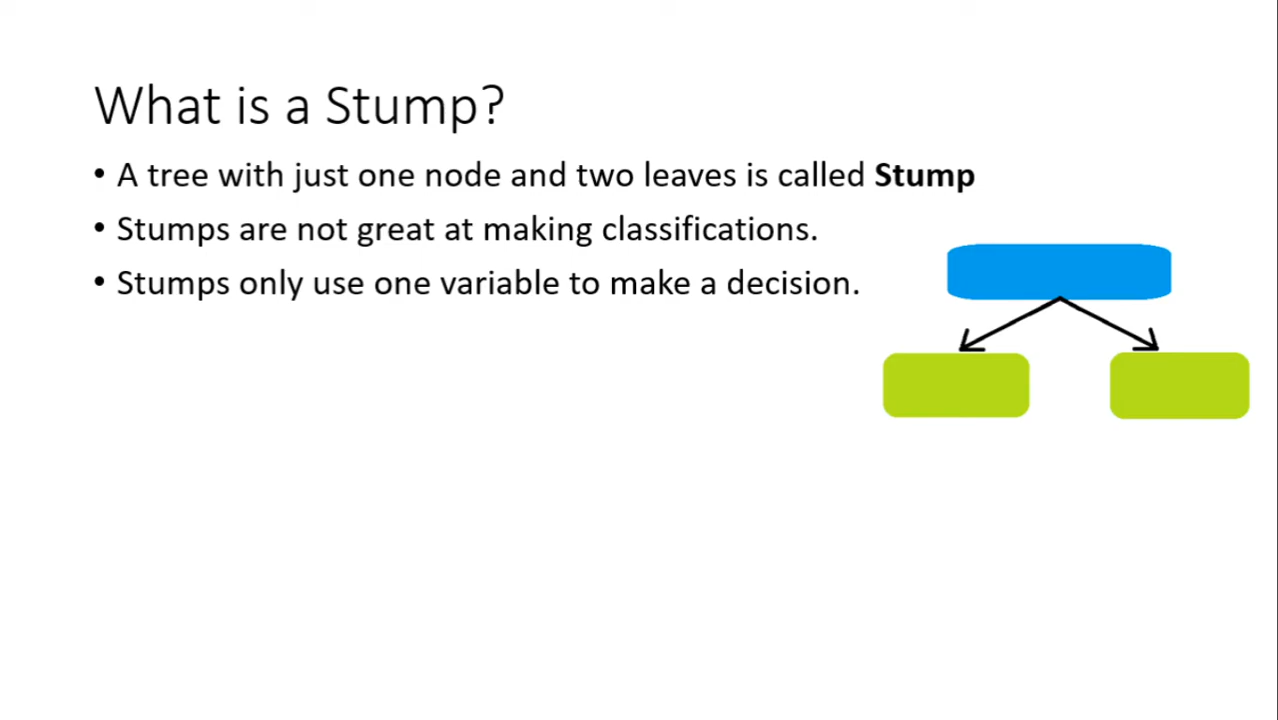 What is a Stump?
• A tree with just one node and two leaves is called Stump
• Stumps are not great at making classifications.
• Stumps only use one variable to make a decision.